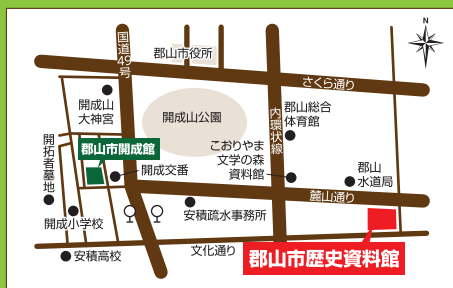 N
国道49号
郡山市役所
さくら通り
開成山
大神宮
開成山公園
内環状線
郡山総合
体育館
こおりやま
文学の森
資料館
郡山市開成館
開拓者墓地
開成交番
郡山
水道局
麓山通り
開成小学校
安積疏水事務所
安積高校
文化通り
郡山市歴史資料館